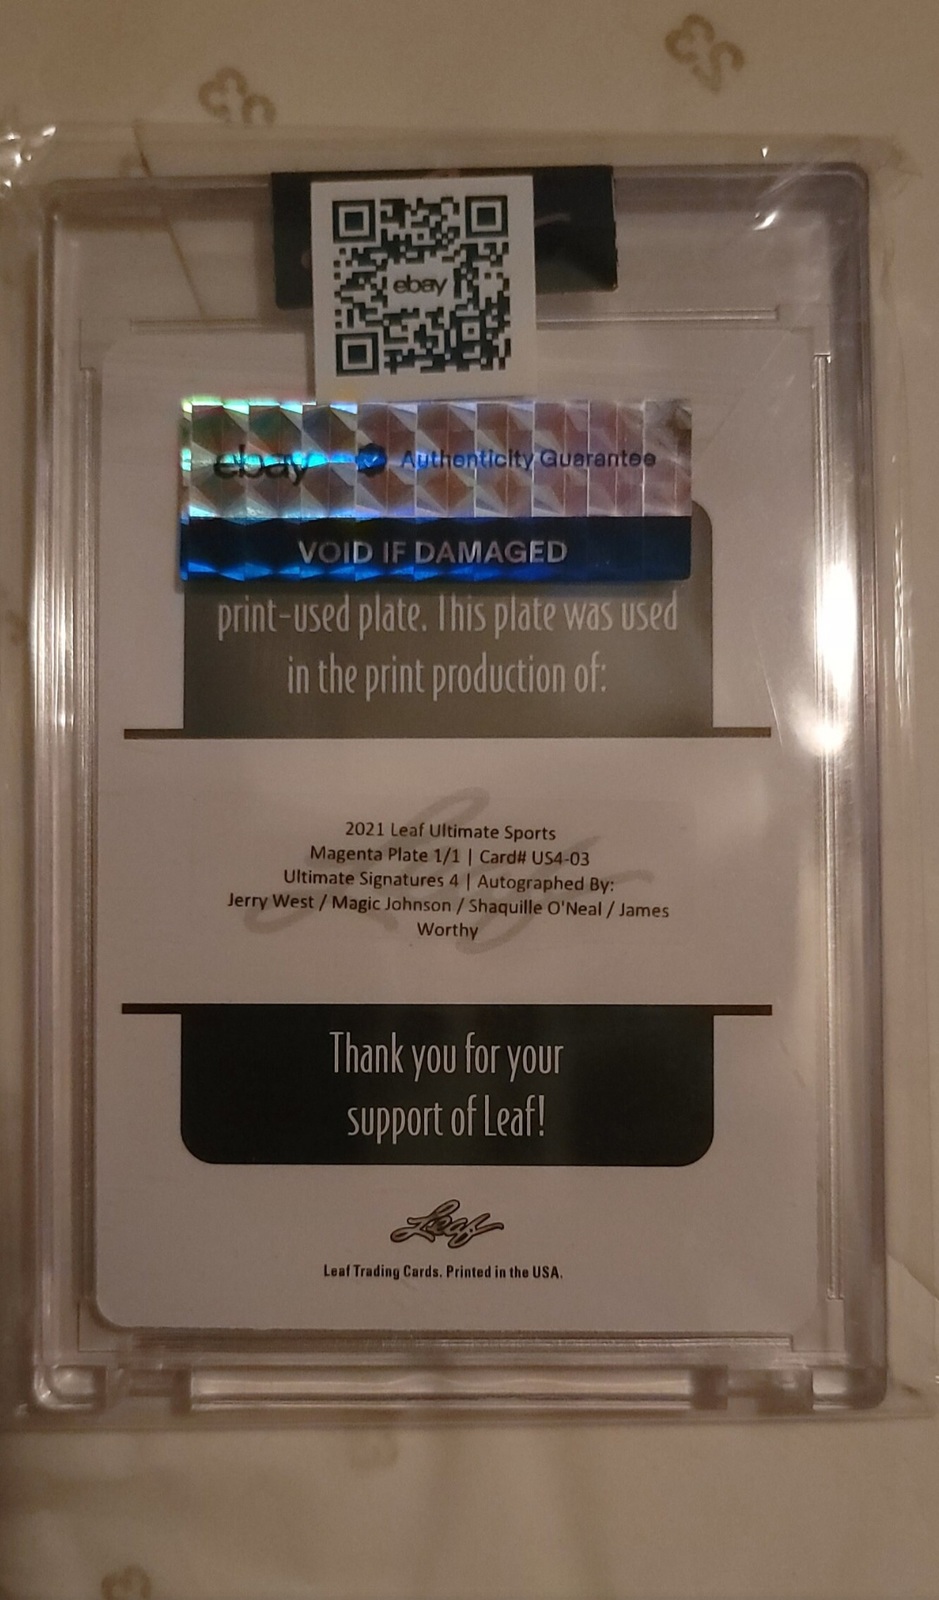 ebay
ebay Authenticity Guarantee
VOID IF DAMAGED
print-used plate. This plate was used
in the print production of:
2021 Leaf Ultimate Sports
Magenta Plate 1/1 | Card# US4-03
Ultimate Signatures 4 | Autographed By:
Jerry West / Magic Johnson / Shaquille O'Neal / James
Worthy
Thank you for your
support of Leaf!
Leaf
Leaf Trading Cards. Printed in the USA.